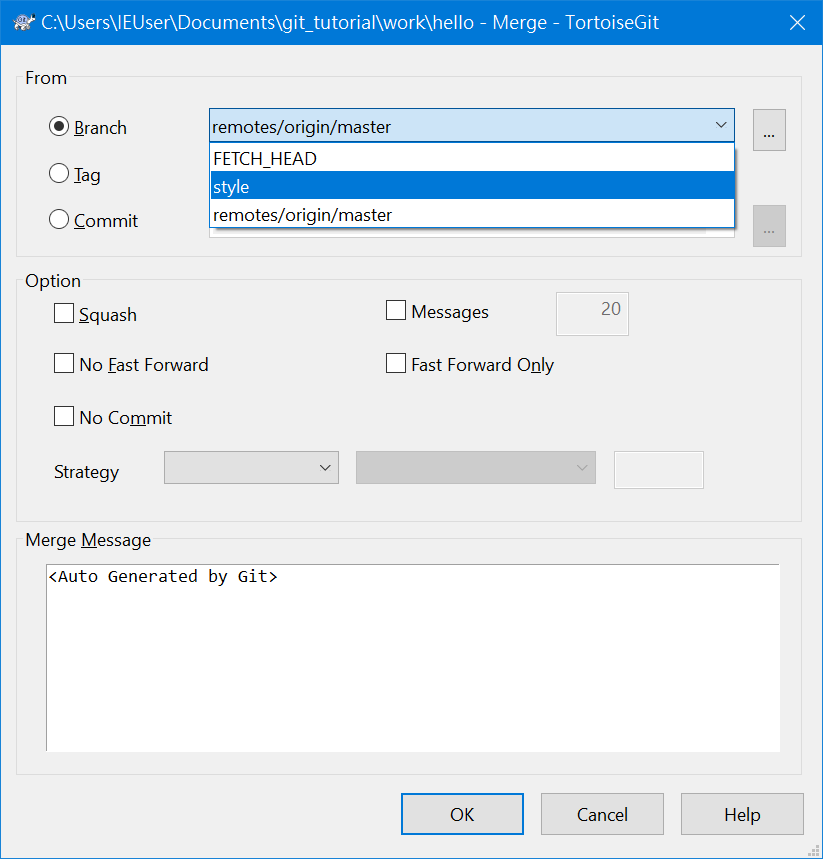 C:\Users\IEUser\Documents\git_tutorial\work\hello - Merge - TortoiseGit
From
Branch
remotes/origin/master
...
FETCH_HEAD
Tag
style
remotes/origin/master
Commit
...
Option
Squash
Messages
20
No Fast Forward
Fast Forward Only
No Commit
Strategy
Merge Message
<Auto Generated by Git>
OK
Cancel
Help